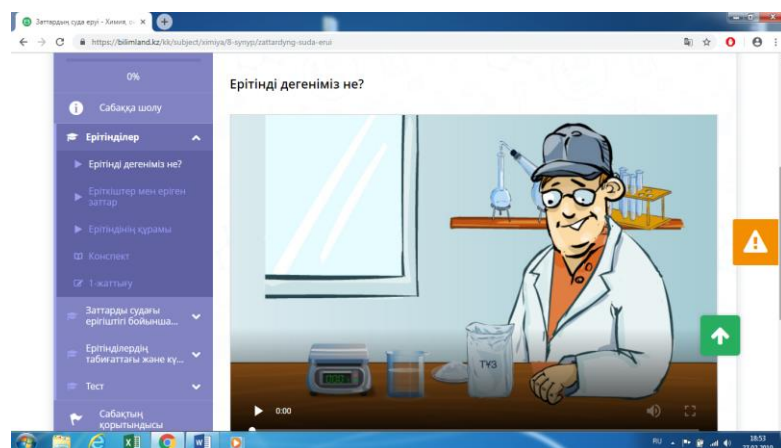 Заттардың суда еруі - Химия,
https://bilimland.kz/kk/subject/ximiya/8-synyp/zattardyng-suda-erui
0%
Сабаққа шолу
Ерітінділер
Ерітінді дегеніміз не?
Еріткіштер мен еріген
заттар
Ерітіндінің құрамы
Конспект
1-жаттығу
Заттарды судағы
ерігіштігі бойынша...
Ерітінділердің
табиғаттағы және кү...
Тест
Сабақтың
қорытындысы
Ерітінді дегеніміз не?
ТҰЗ
0:00
RU
18:53